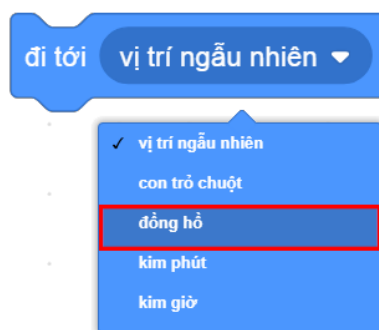 đi tới vị trí ngẫu nhiên
vị trí ngẫu nhiên
con trỏ chuột
đồng hồ
kim phút
kim giờ